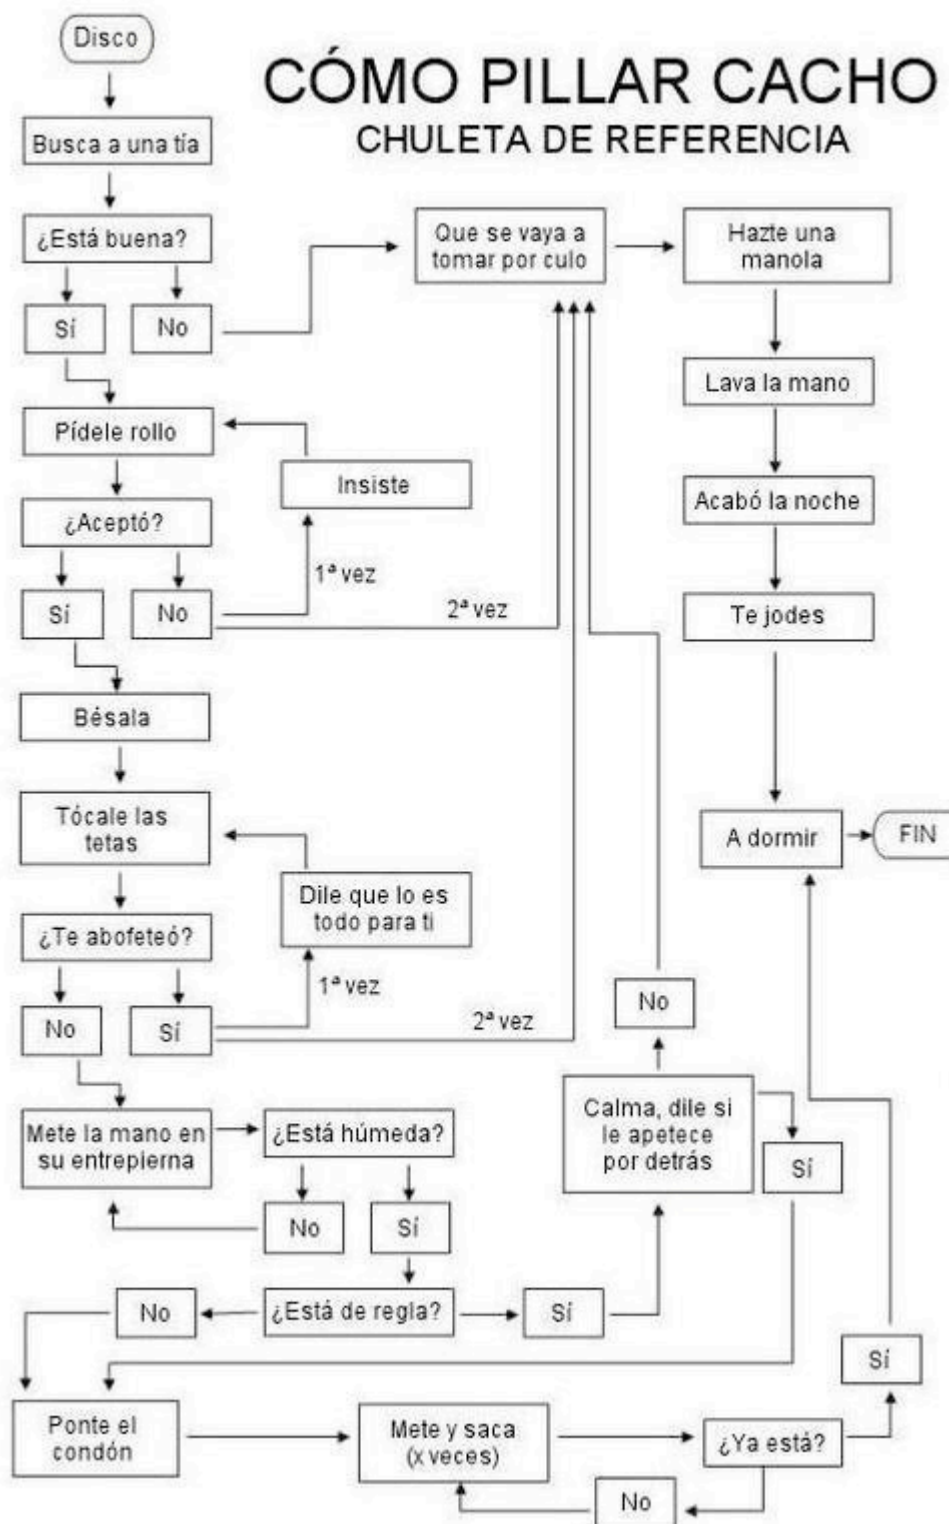 Disco
CÓMO PILLAR CACHO
CHULETA DE REFERENCIA
Busca a una tía
¿Está buena?
Sí
No
Que se vaya a
tomar por culo
Hazte una
manola
Lava la mano
Pídele rollo
Insiste
Acabó la noche
¿Aceptó?
1ª vez
Sí
No
2ª vez
Te jodes
Bésala
Tócale las
tetas
A dormir
FIN
Dile que lo es
todo para ti
¿Te abofeteó?
1ª vez
No
Sí
2ª vez
No
Mete la mano en
su entrepierna
¿Está húmeda?
Calma, dile si
le apetece
por detrás
Sí
No
Sí
No
¿Está de regla?
Sí
Sí
Ponte el
condón
Mete y saca
(x veces)
¿Ya está?
No